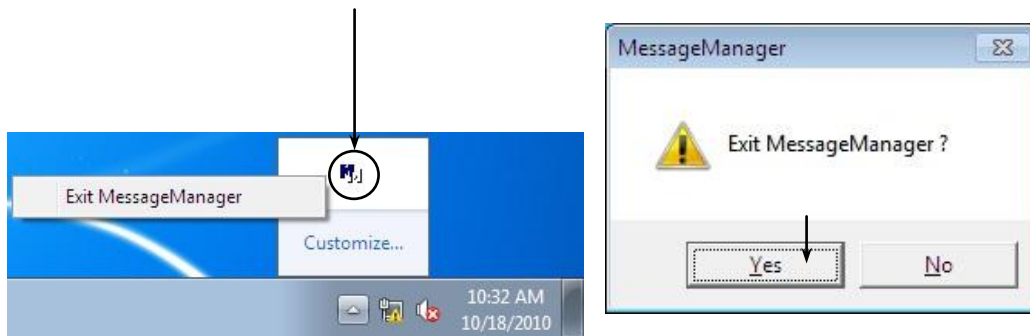 Exit MessageManager
Customize...
10:32 AM
10/18/2010
MessageManager
Exit MessageManager ?
Yes
No